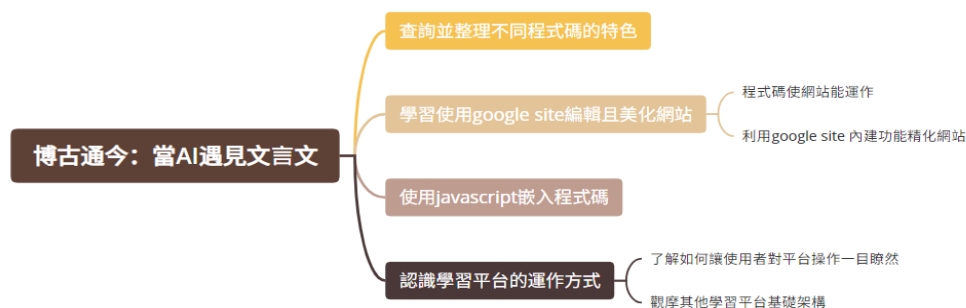 查詢並整理不同程式碼的特色
學習使用google site編輯且美化網站
程式碼使網站能運作
利用google site 內建功能精化網站
博古通今：當AI遇見文言文
使用javascript嵌入程式碼
認識學習平台的運作方式
了解如何讓使用者對平台操作一目瞭然
觀摩其他學習平台基礎架構